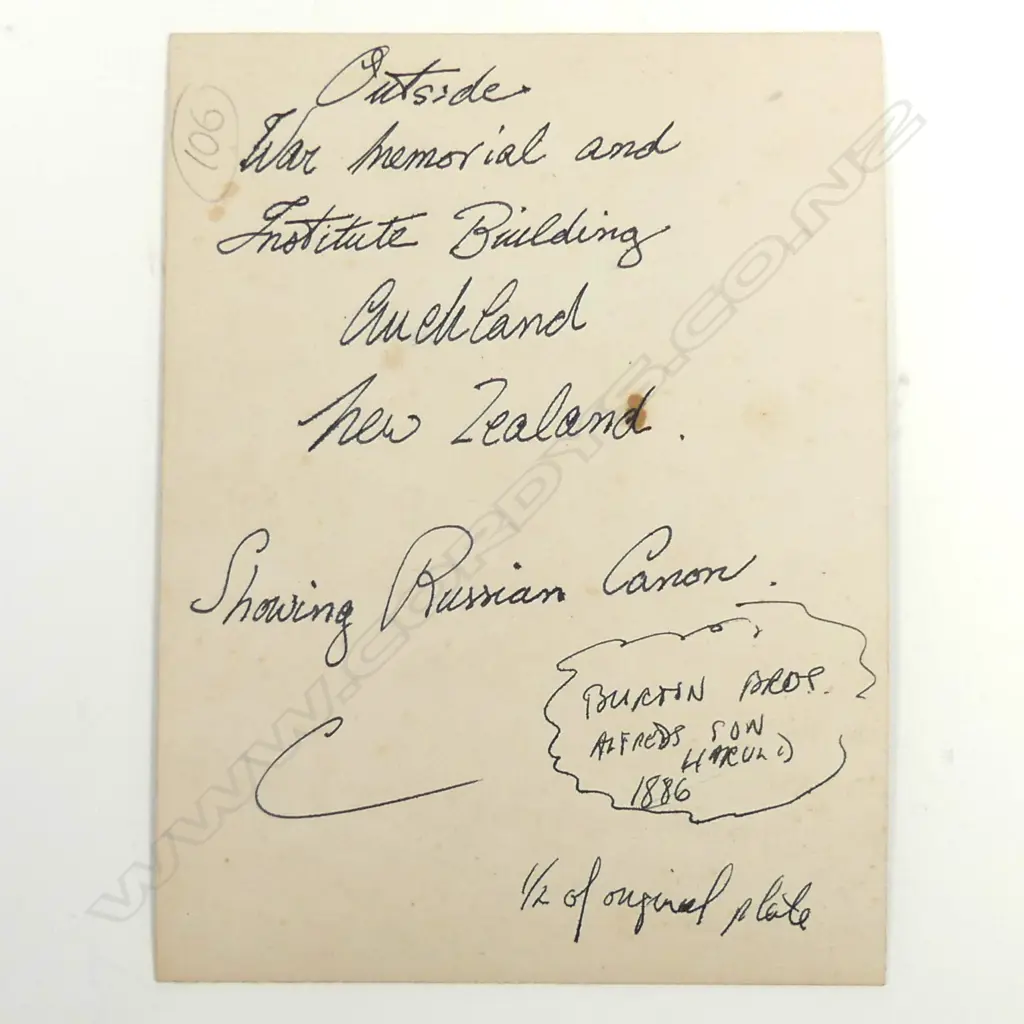 106
Outside
War Memorial and
Institute Building
Auckland
New Zealand.
Showing Russian Canon.
BURTON BROS.
ALFREDS SON
HAROLD
1886
1/2 of original plate
WWW.CORDYS.CO.NZ